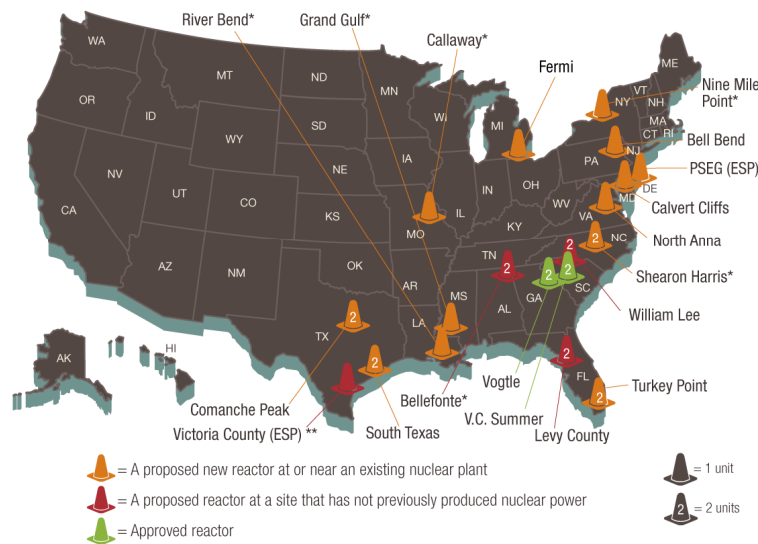 River Bend*
Grand Gulf*
Callaway*
Fermi
Nine Mile
Point*
Bell Bend
PSEG (ESP)
Calvert Cliffs
North Anna
Shearon Harris*
William Lee
Turkey Point
Levy County
V.C. Summer
Vogtle
Bellefonte*
South Texas
Victoria County (ESP) **
Comanche Peak
WA
MT
ND
MN
ME
VT
NH
NY
MA
CT
RI
OR
ID
SD
WI
MI
WY
IA
NE
PA
NJ
NV
UT
CO
IL
IN
OH
WV
DE
MD
VA
CA
KS
MO
KY
NC
AZ
NM
OK
AR
TN
SC
TX
LA
MS
AL
GA
FL
AK
HI
2
2
2
2
2
2
2
2
2
= A proposed new reactor at or near an existing nuclear plant
= A proposed reactor at a site that has not previously produced nuclear power
= Approved reactor
= 1 unit
2 = 2 units